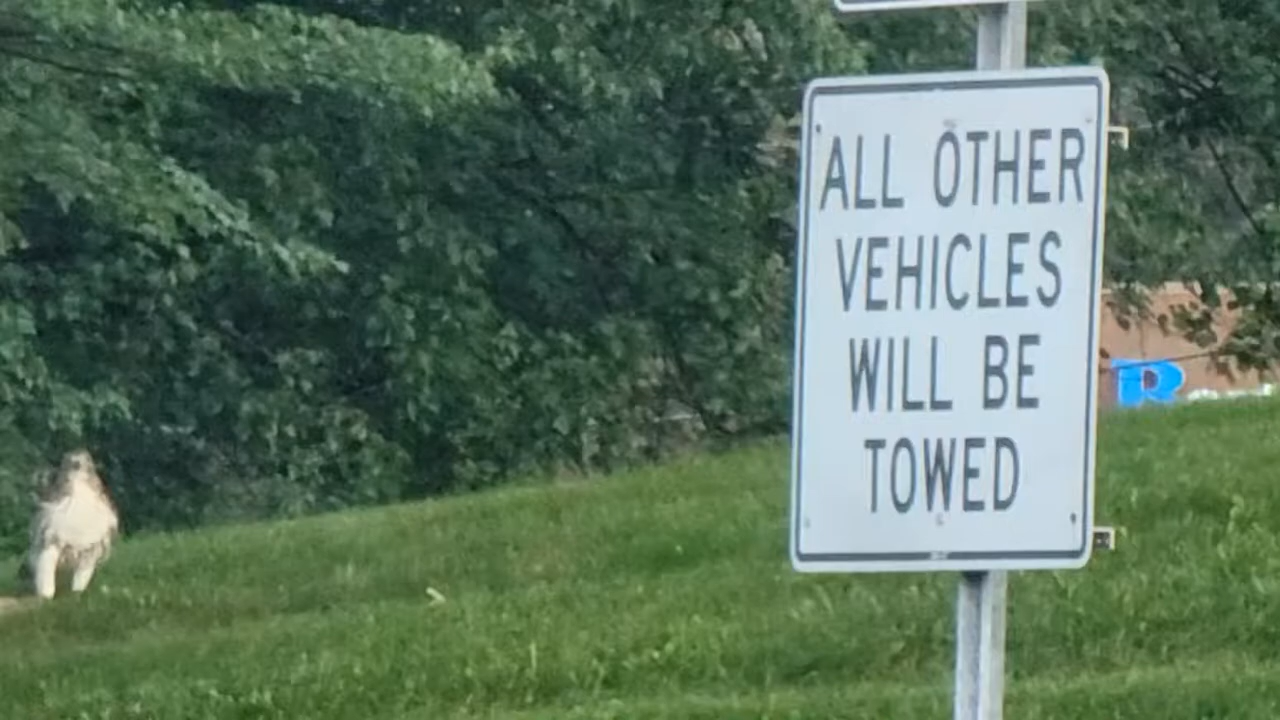 ALL OTHER
VEHICLES
WILL BE
TOWED
R